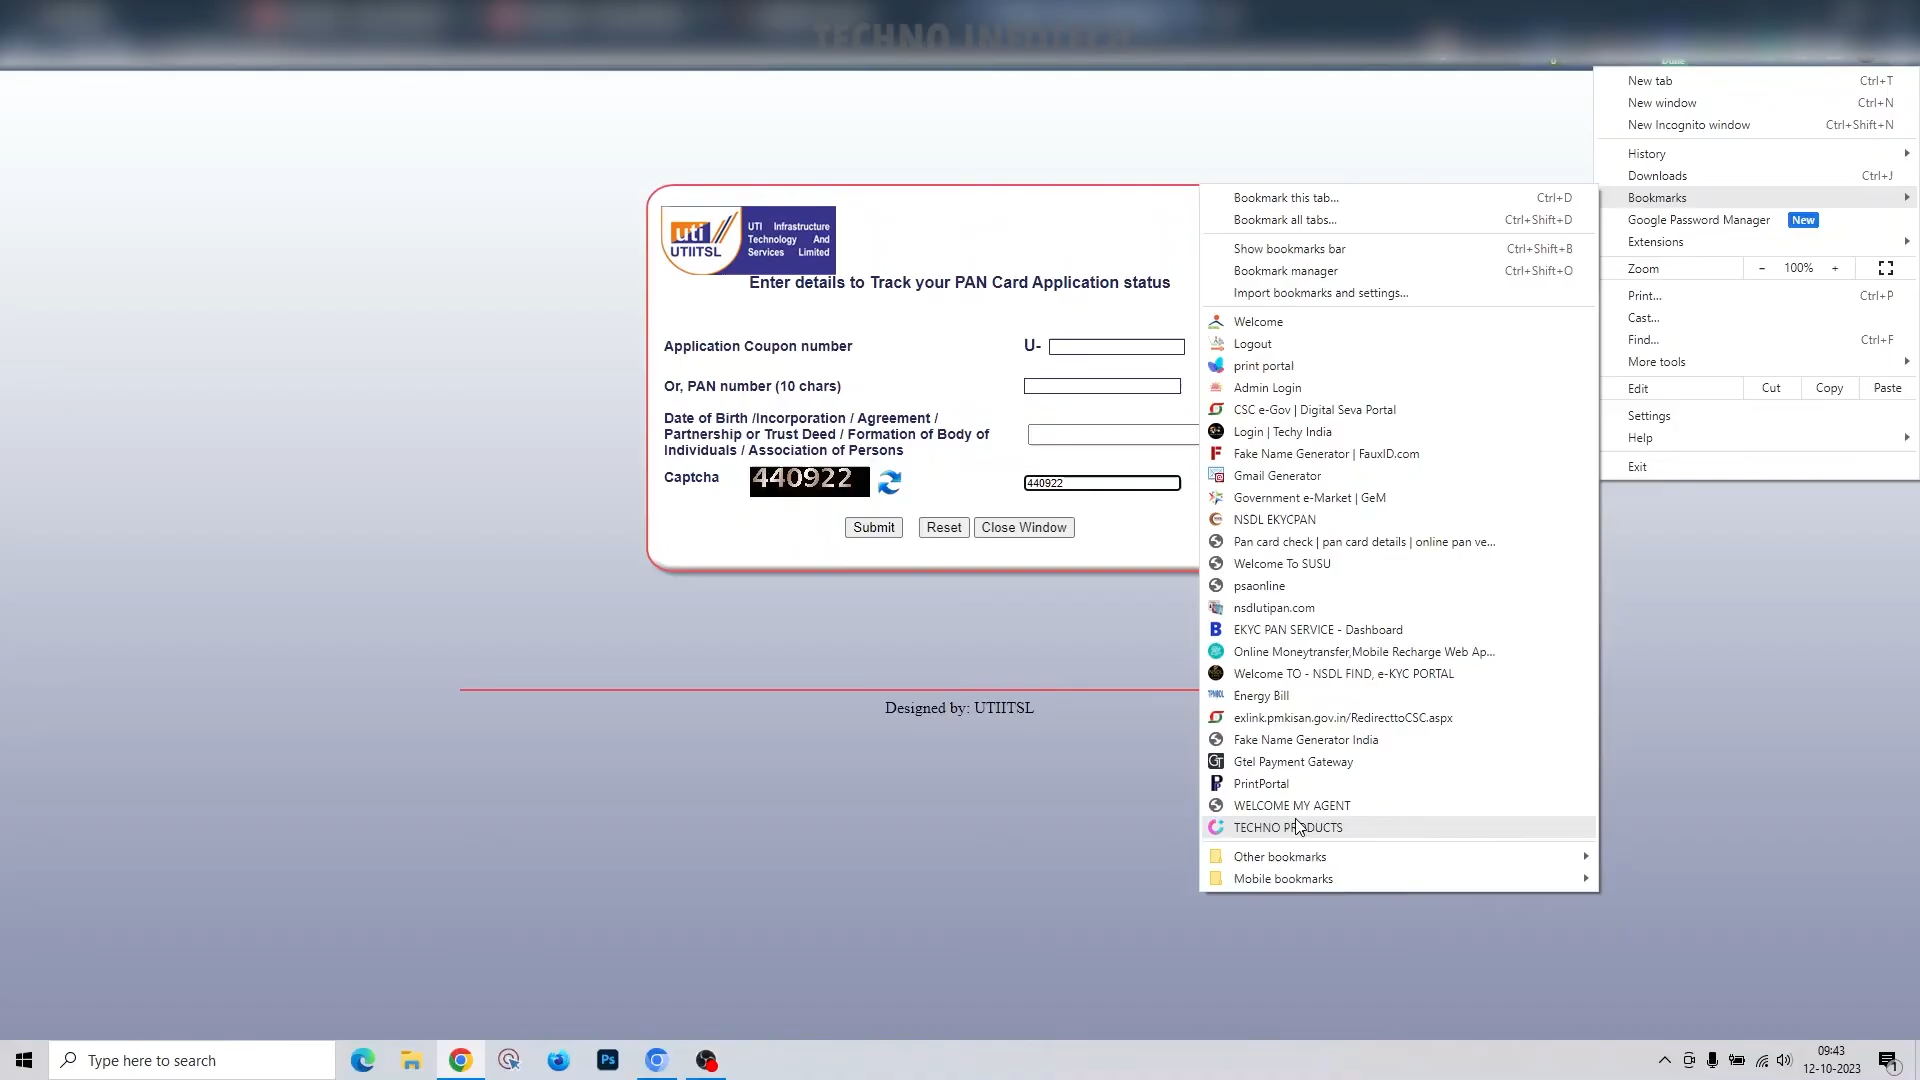 TECHNO INFOTECH
New tab Ctrl+T
New window Ctrl+N
New Incognito window Ctrl+Shift+N
History
Downloads Ctrl+J
Bookmarks
Google Password Manager New
Extensions
Zoom - 100% +
Print... Ctrl+P
Cast...
Find... Ctrl+F
More tools
Edit Cut Copy Paste
Settings
Help
Exit
Bookmark this tab... Ctrl+D
Bookmark all tabs... Ctrl+Shift+D
Show bookmarks bar Ctrl+Shift+B
Bookmark manager Ctrl+Shift+O
Import bookmarks and settings...
Welcome
Logout
print portal
Admin Login
CSC e-Gov | Digital Seva Portal
Login | Techy India
Fake Name Generator | FauxID.com
Gmail Generator
Government e-Market | GeM
NSDL EKYCPAN
Pan card check | pan card details | online pan ve...
Welcome To SUSU
psaonline
nsdlutipan.com
EKYC PAN SERVICE - Dashboard
Online Moneytransfer,Mobile Recharge Web Ap...
Welcome TO - NSDL FIND, e-KYC PORTAL
Energy Bill
exlink.pmkisan.gov.in/RedirecttoCSC.aspx
Fake Name Generator India
Gtel Payment Gateway
PrintPortal
WELCOME MY AGENT
TECHNO PRODUCTS
Other bookmarks
Mobile bookmarks
uti
UTIITSL
UTI Infrastructure
Technology And
Services Limited
Enter details to Track your PAN Card Application status
Application Coupon number U-
Or, PAN number (10 chars)
Date of Birth /Incorporation / Agreement /
Partnership or Trust Deed / Formation of Body of
Individuals / Association of Persons
Captcha 440922 440922
Submit Reset Close Window
Designed by: UTIITSL
Type here to search
Ps
09:43
12-10-2023
1